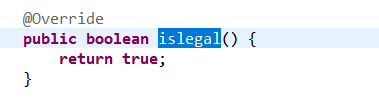 @Override
public boolean islegal() {
    return true;
}